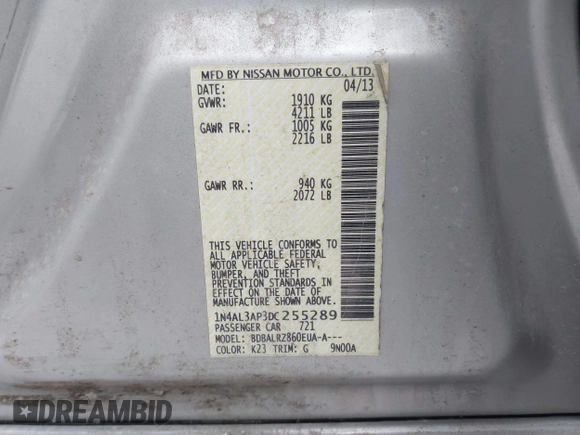 MFD BY NISSAN MOTOR CO., LTD.
DATE: 04/13
GVWR: 1910 KG
4211 LB
GAWR FR.: 1005 KG
2216 LB
GAWR RR.: 940 KG
2072 LB
THIS VEHICLE CONFORMS TO
ALL APPLICABLE FEDERAL
MOTOR VEHICLE SAFETY,
BUMPER, AND THEFT
PREVENTION STANDARDS IN
EFFECT ON THE DATE OF
MANUFACTURE SHOWN ABOVE.
1N4AL3AP3DC255289
PASSENGER CAR 721
MODEL: BDBALRZ860EUA-A---
COLOR: K23 TRIM: G 9N00A
DREAMBID